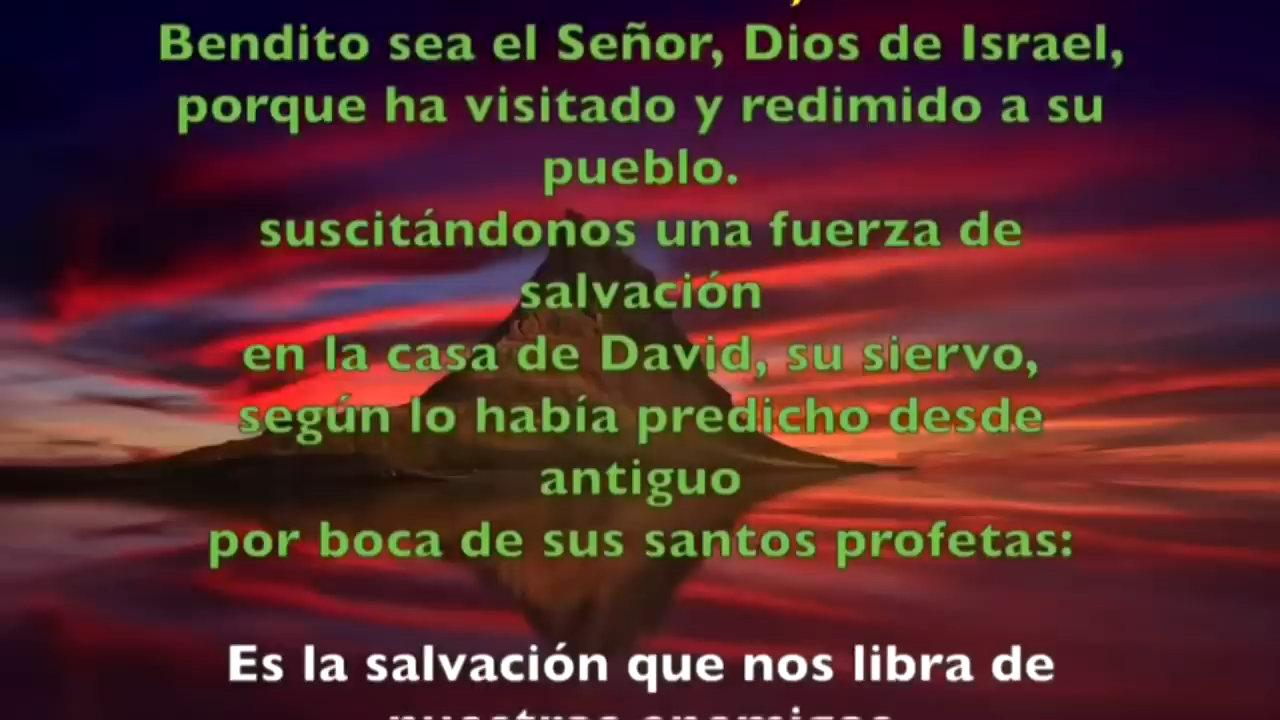 Bendito sea el Señor, Dios de Israel,
porque ha visitado y redimido a su
pueblo.
suscitándonos una fuerza de
salvación
en la casa de David, su siervo,
según lo había predicho desde
antiguo
por boca de sus santos profetas:
Es la salvación que nos libra de
nuestros enemigos